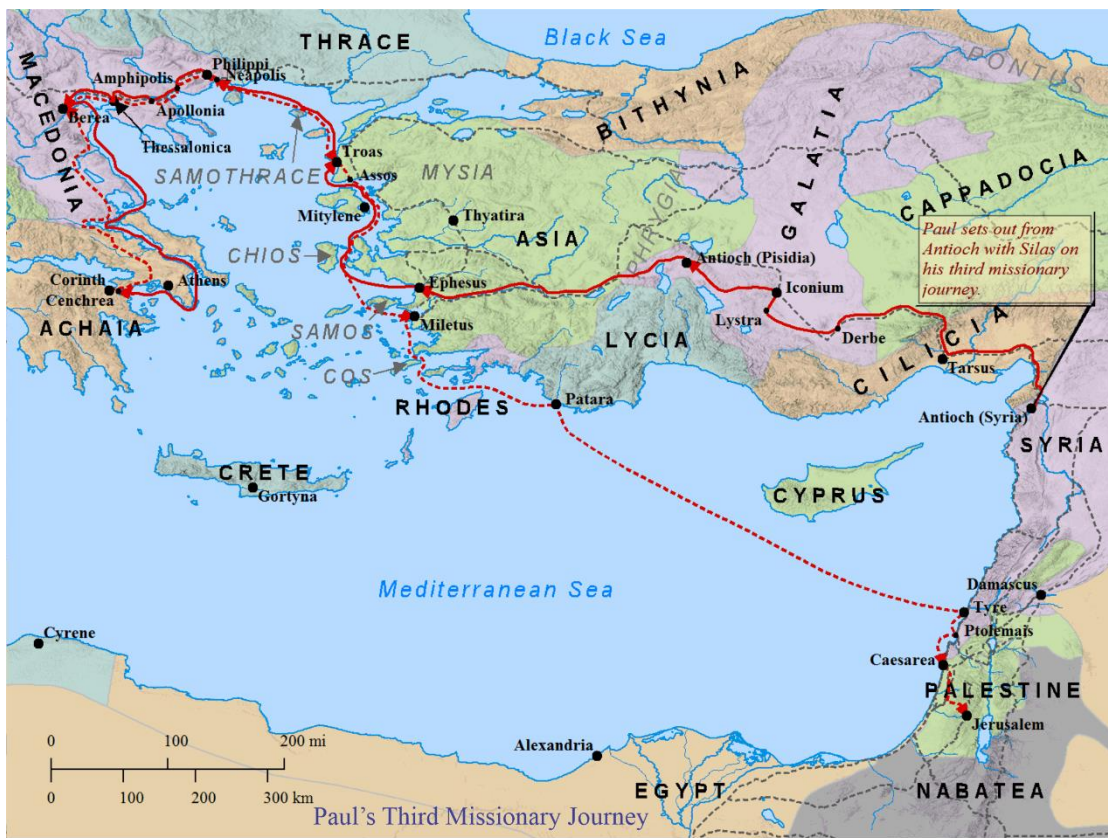 Black Sea
THRACE
MACEDONIA
Philippi
Neapolis
Amphipolis
Apollonia
Berea
Thessalonica
SAMOTHRACE
Troas
Assos
MYSIA
Mitylene
Thyatira
CHIOS
ASIA
PHRYGIA
BITHYNIA
PONTUS
GALATIA
CAPPADOCIA
Paul sets out from
Antioch with Silas on
his third missionary
journey.
Corinth
Cenchrea
Athens
ACHAIA
Ephesus
SAMOS
Miletus
COS
Antioch (Pisidia)
Iconium
Lystra
Derbe
LYCIA
CILICIA
Tarsus
Antioch (Syria)
SYRIA
RHODES
Patara
CRETE
Gortyna
CYPRUS
Mediterranean Sea
Damascus
Tyre
Ptolemais
Caesarea
PALESTINE
Jerusalem
Cyrene
Alexandria
EGYPT
NABATEA
0 100 200 mi
0 100 200 300 km
Paul's Third Missionary Journey